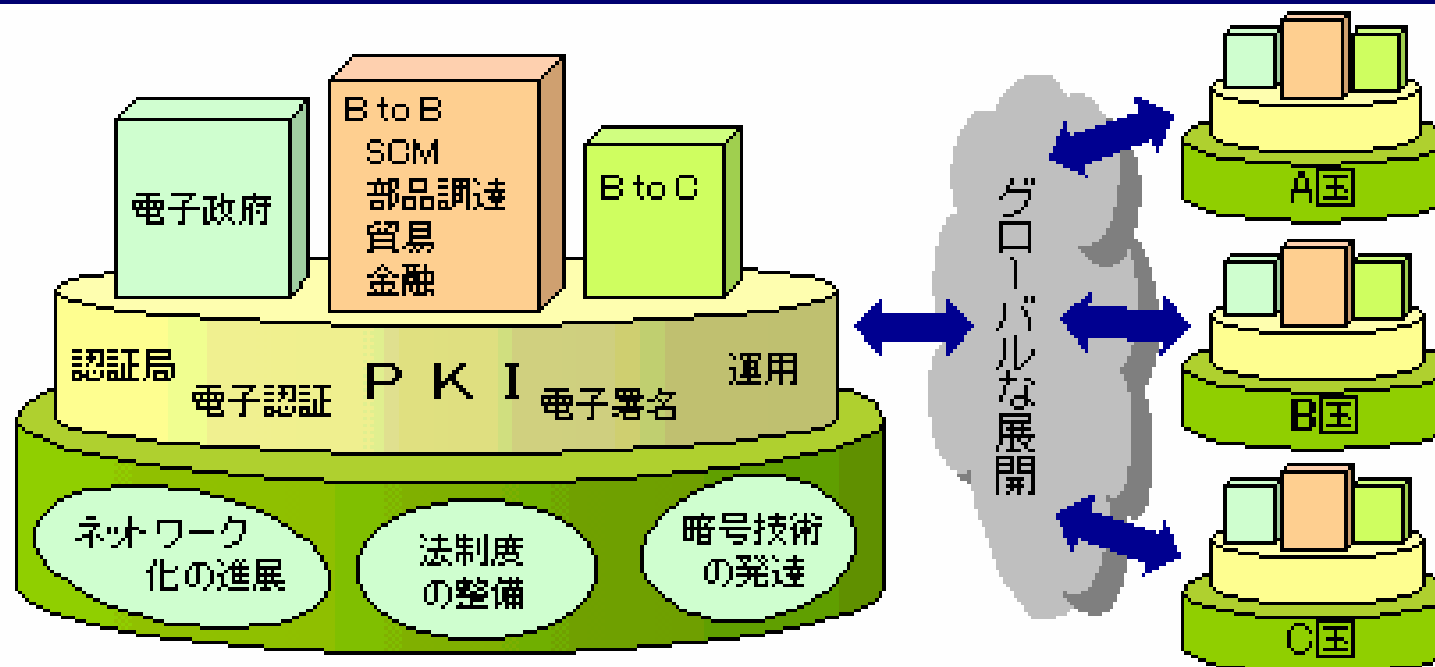 電子政府
B to B
SCM
部品調達
貿易
金融
B to C
認証局
電子認証
PKI
電子署名
運用
ネットワーク
化の進展
法制度
の整備
暗号技術
の発達
グローバルな展開
A国
B国
C国